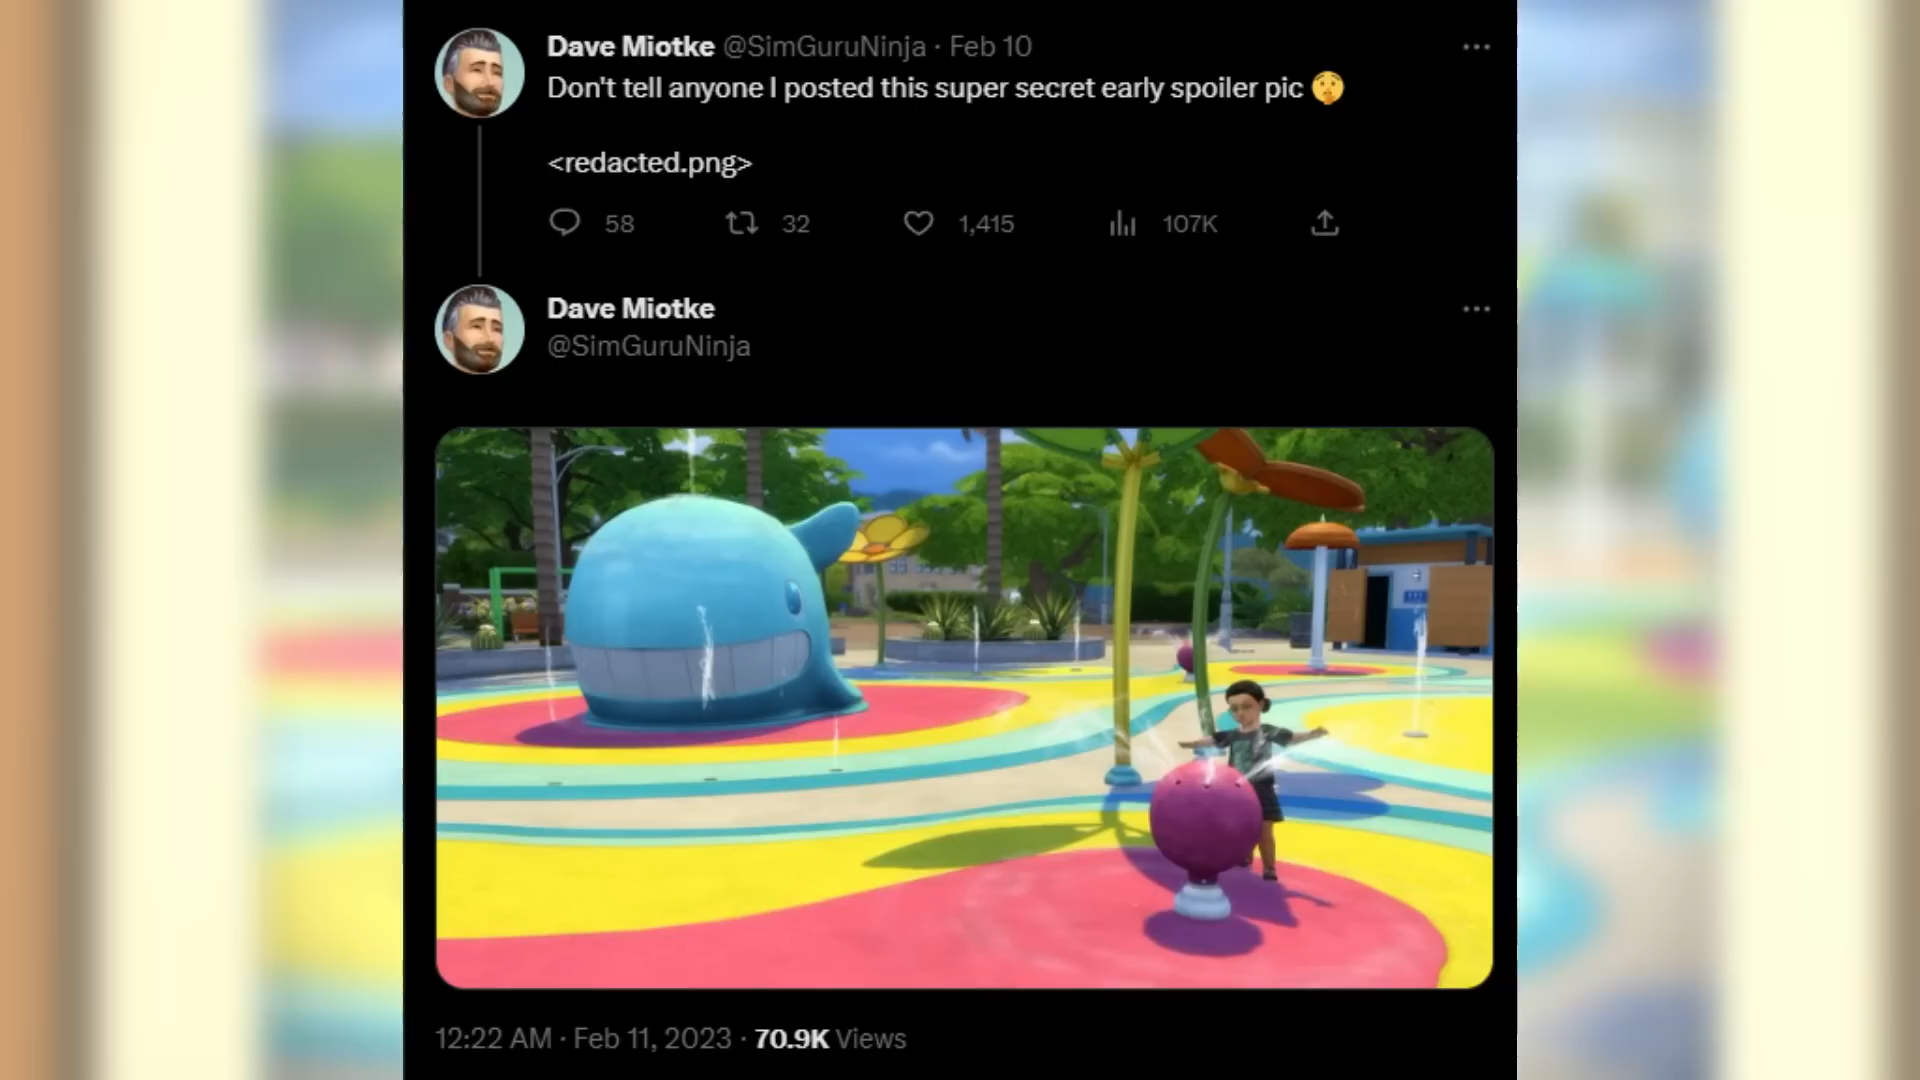 Dave Miotke @SimGuruNinja · Feb 10
Don't tell anyone I posted this super secret early spoiler pic 🤫
<redacted.png>
58 32 1,415 107K
Dave Miotke
@SimGuruNinja
12:22 AM · Feb 11, 2023 · 70.9K Views